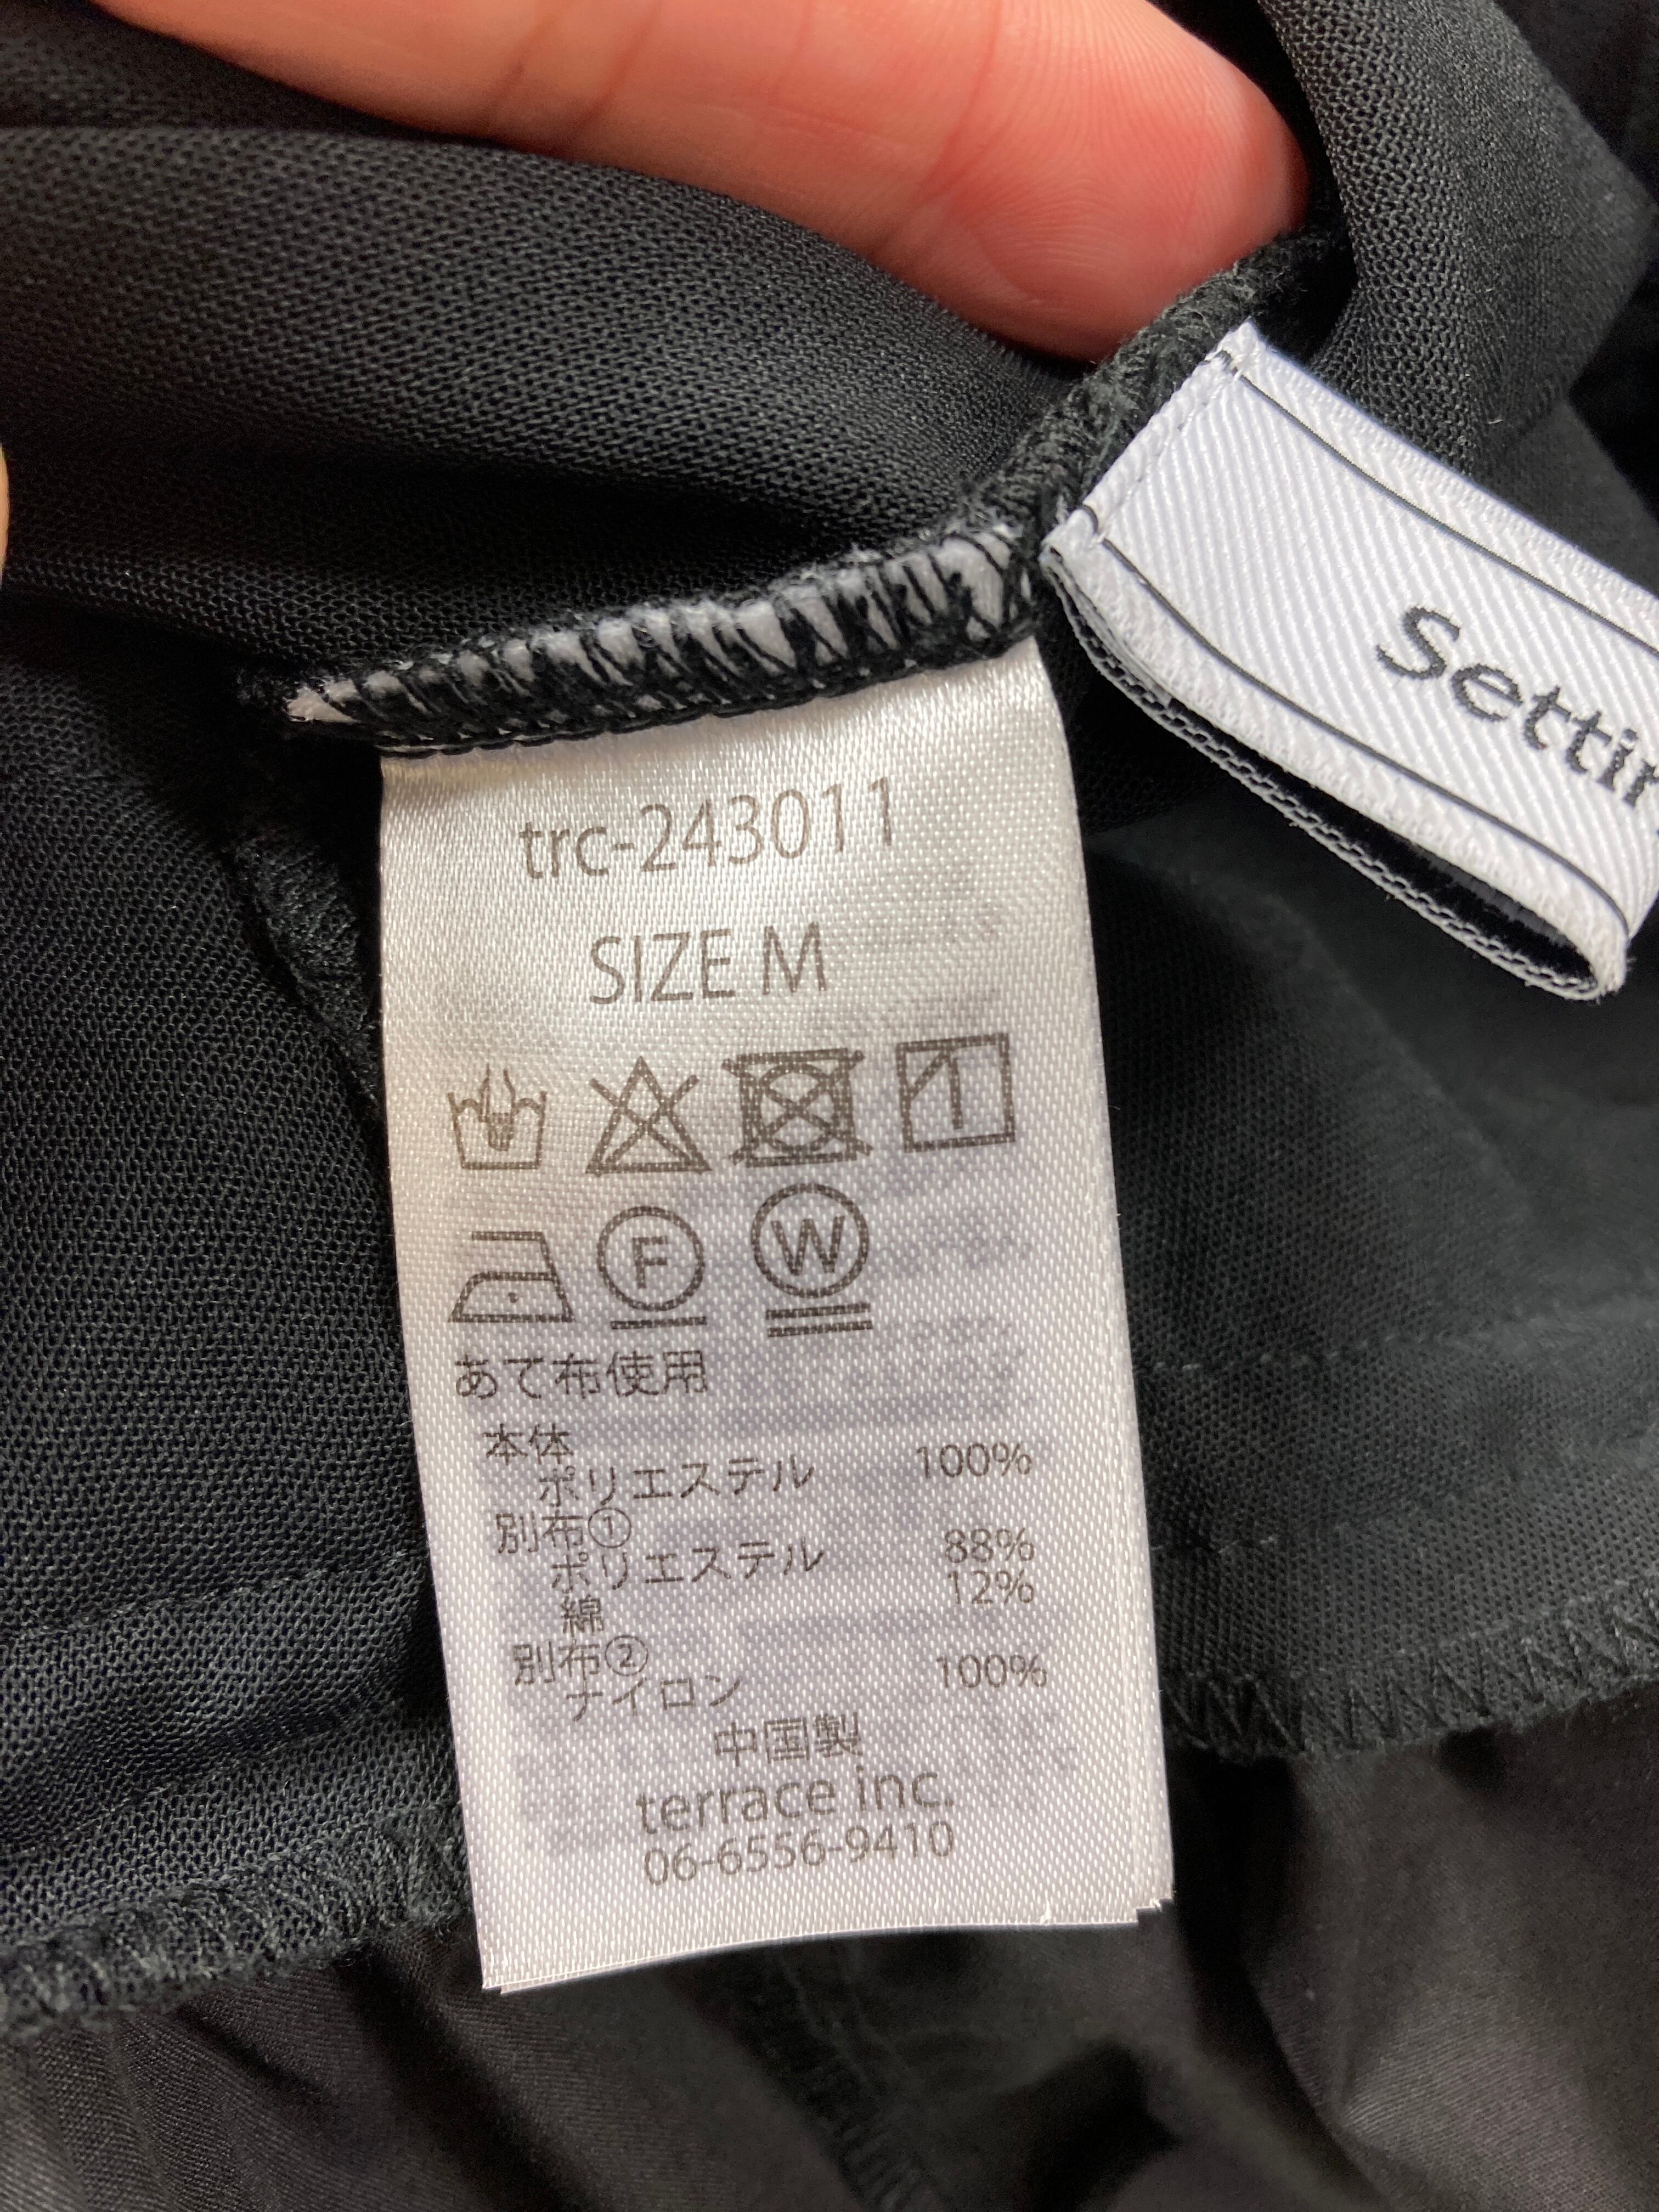 trc-243011
SIZE M
F
W
あて布使用
本体
ポリエステル 100%
別布①
ポリエステル 88%
綿 12%
別布②
ナイロン 100%
中国製
terrace inc.
06-6556-9410